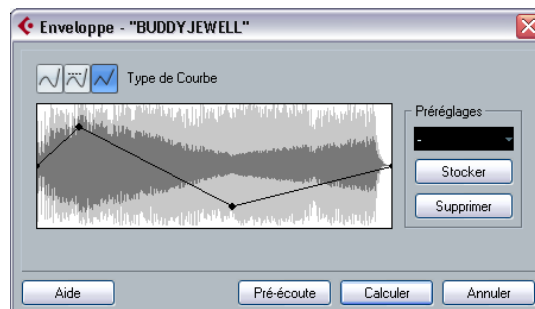 Enveloppe - "BUDDYJEWELL"
Type de Courbe
Préréglages
-
Stocker
Supprimer
Aide
Pré-écoute
Calculer
Annuler